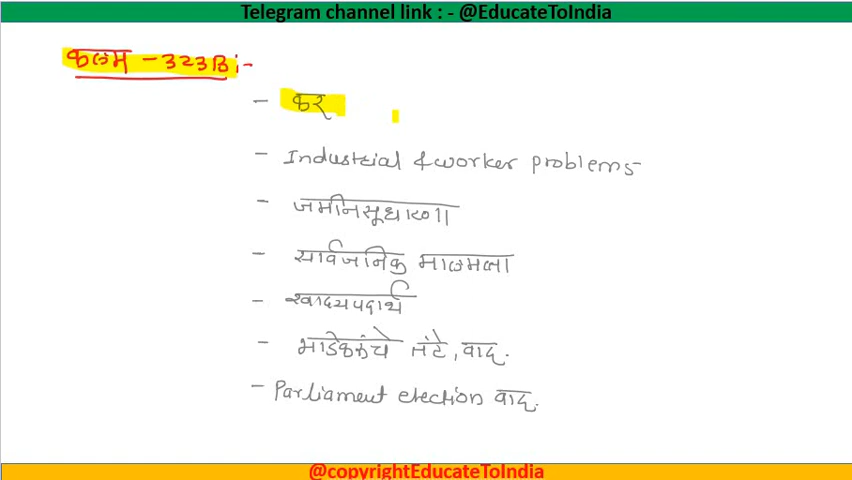 Telegram channel link : - @EducateToIndia
कलम - 323B :-
- कर
- Industrial & worker problems
- जमीनसूधारणा
- सार्वजनिक मालमत्ता
- खाद्यपदार्थ
- भाडेकरूंचे तंटे, वाद.
- Parliament election वाद.
@copyrightEducateToIndia